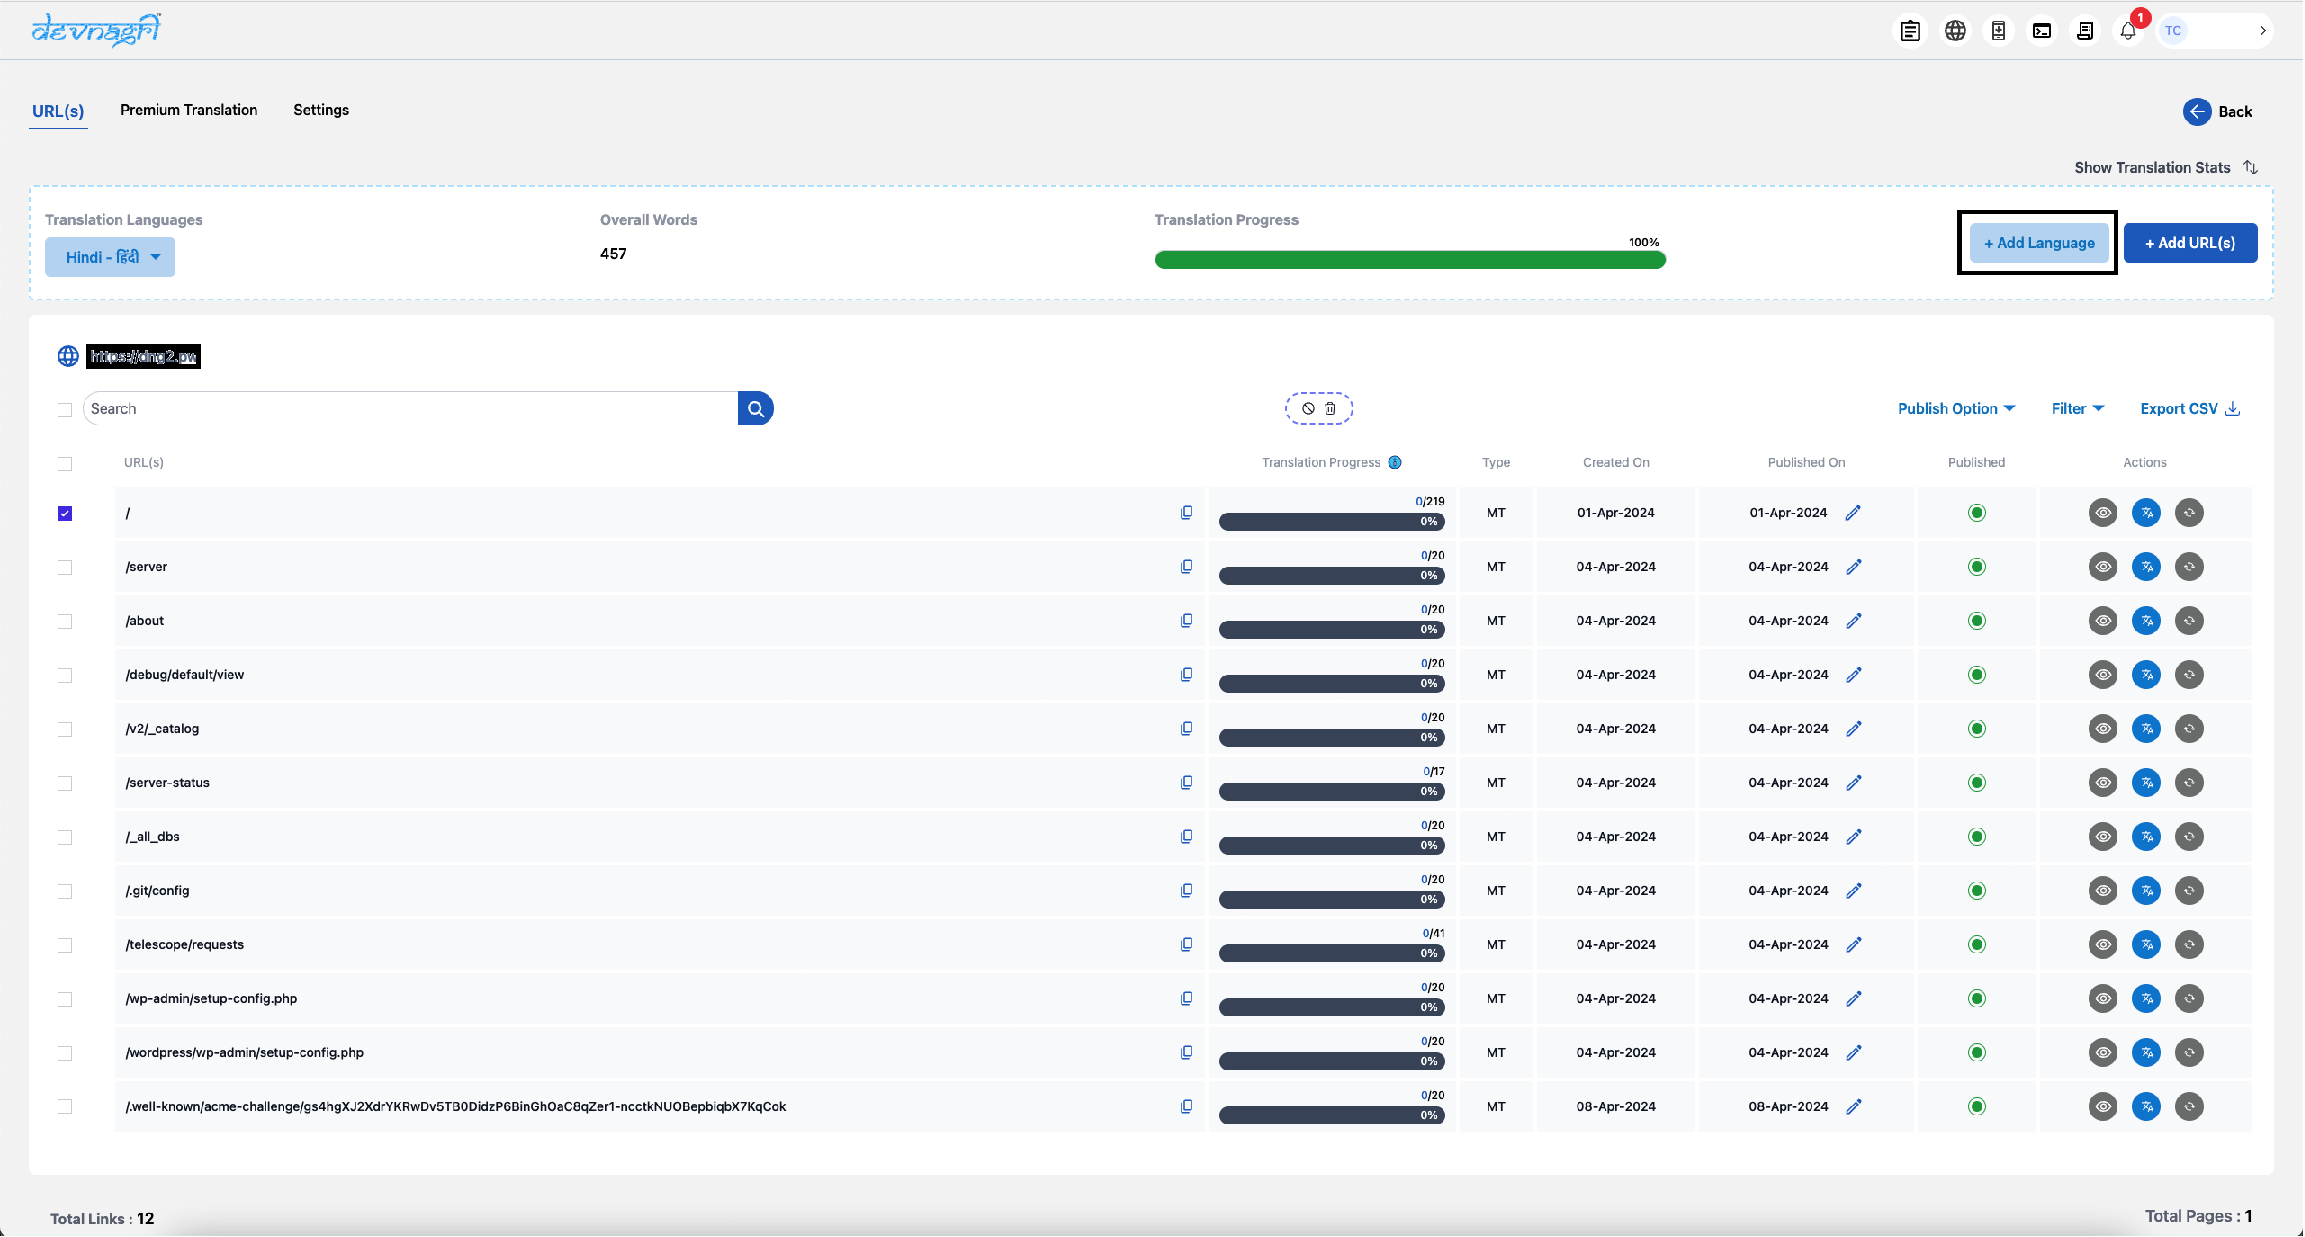 devnagri
1
TC
URL(s) Premium Translation Settings
Back
Show Translation Stats
Translation Languages Overall Words Translation Progress
Hindi - हिंदी 457 100% + Add Language + Add URL(s)
https://dng2.pw
Search Publish Option Filter Export CSV
URL(s) Translation Progress Type Created On Published On Published Actions
/ 0/219 0% MT 01-Apr-2024 01-Apr-2024
/server 0/20 0% MT 04-Apr-2024 04-Apr-2024
/about 0/20 0% MT 04-Apr-2024 04-Apr-2024
/debug/default/view 0/20 0% MT 04-Apr-2024 04-Apr-2024
/v2/_catalog 0/20 0% MT 04-Apr-2024 04-Apr-2024
/server-status 0/17 0% MT 04-Apr-2024 04-Apr-2024
/_all_dbs 0/20 0% MT 04-Apr-2024 04-Apr-2024
/.git/config 0/20 0% MT 04-Apr-2024 04-Apr-2024
/telescope/requests 0/41 0% MT 04-Apr-2024 04-Apr-2024
/wp-admin/setup-config.php 0/20 0% MT 04-Apr-2024 04-Apr-2024
/wordpress/wp-admin/setup-config.php 0/20 0% MT 04-Apr-2024 04-Apr-2024
/.well-known/acme-challenge/gs4hgXJ2XdrYKRwDv5TB0DidzP6BinGhOaC8qZer1-ncctkNUOBepbiqbX7KqCok 0/20 0% MT 08-Apr-2024 08-Apr-2024
Total Links : 12 Total Pages : 1